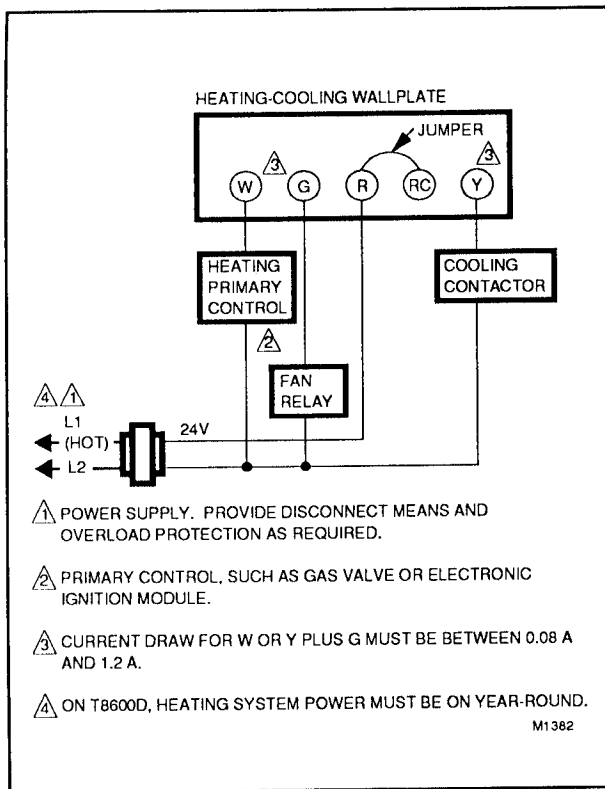 HEATING-COOLING WALLPLATE
JUMPER
3
3
W
G
R
RC
Y
HEATING
PRIMARY
CONTROL
COOLING
CONTACTOR
2
FAN
RELAY
4 1
L1
(HOT)
24V
L2
1 POWER SUPPLY. PROVIDE DISCONNECT MEANS AND
OVERLOAD PROTECTION AS REQUIRED.
2 PRIMARY CONTROL, SUCH AS GAS VALVE OR ELECTRONIC
IGNITION MODULE.
3 CURRENT DRAW FOR W OR Y PLUS G MUST BE BETWEEN 0.08 A
AND 1.2 A.
4 ON T8600D, HEATING SYSTEM POWER MUST BE ON YEAR-ROUND.
M1382